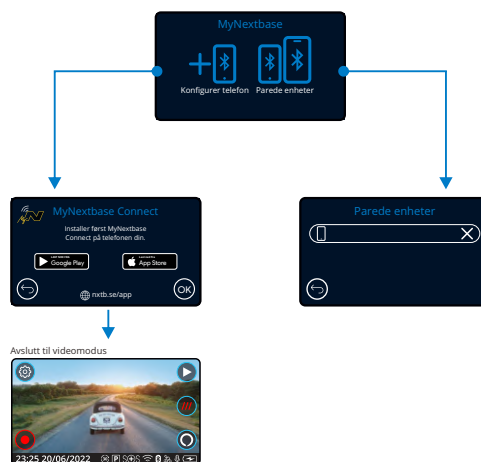 MyNextbase
Konfigurer telefon
Parede enheter
MyNextbase Connect
Installer først MyNextbase
Connect på telefonen din.
Google Play
App Store
nxtb.se/app
OK
Parede enheter
Avslutt til videomodus
23:25 20/06/2022